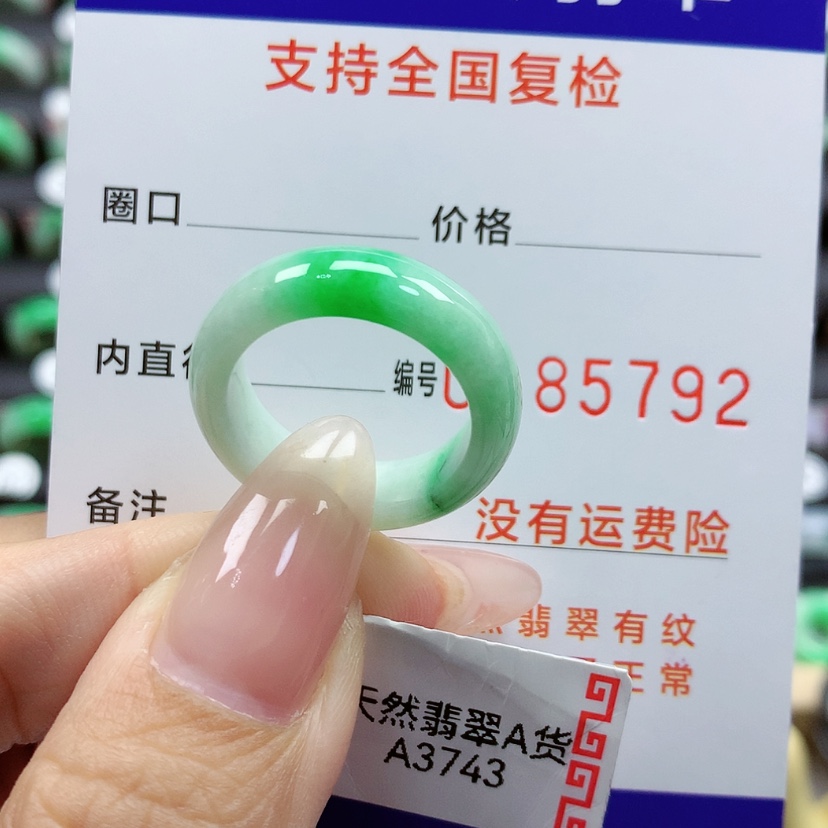 支持全国复检
圈口 价格
内直 编号 85792
备注
没有运费险
翡翠有纹
正常
天然翡翠A货
A3743